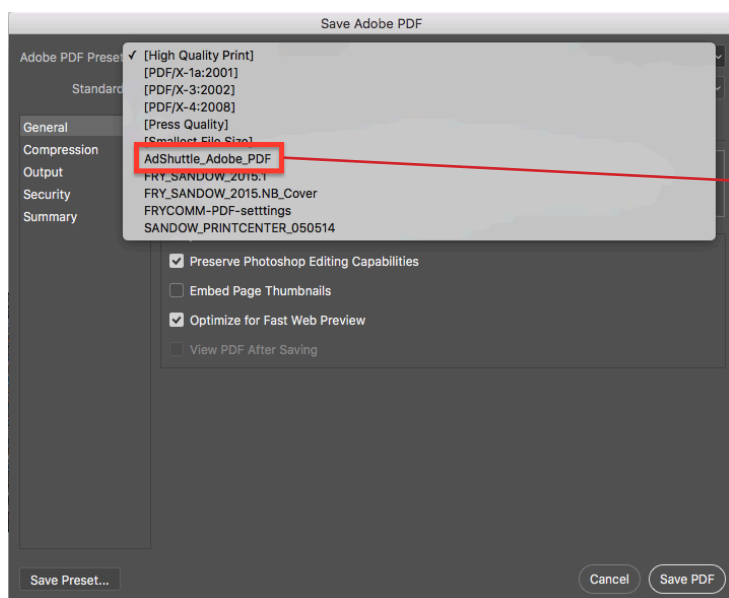 Save Adobe PDF
Adobe PDF Preset ✓ [High Quality Print]
[PDF/X-1a:2001]
Standard [PDF/X-3:2002]
[PDF/X-4:2008]
General [Press Quality]
[Smallest File Size]
Compression AdShuttle_Adobe_PDF
Output FRY_SANDOW_2015.1
Security FRY_SANDOW_2015.NB_Cover
Summary FRYCOMM-PDF-setttings
SANDOW_PRINTCENTER_050514
Preserve Photoshop Editing Capabilities
Embed Page Thumbnails
Optimize for Fast Web Preview
View PDF After Saving
Save Preset... Cancel Save PDF